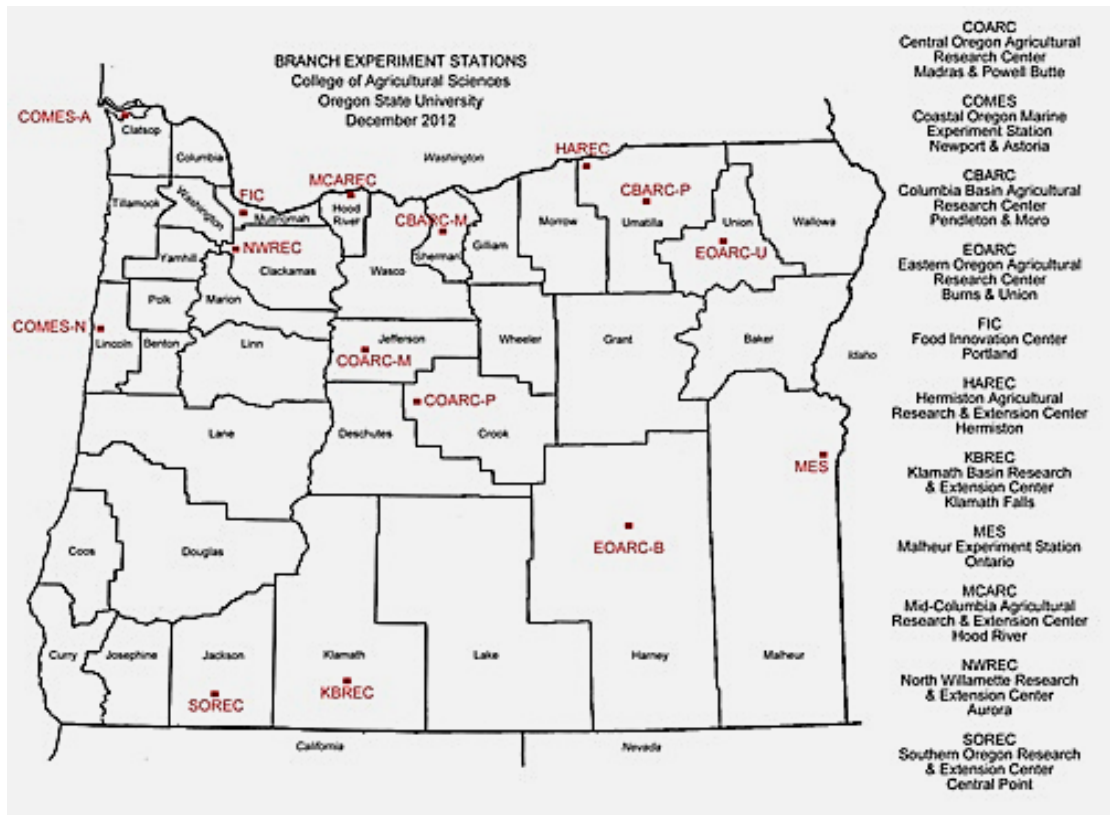 BRANCH EXPERIMENT STATIONS
College of Agricultural Sciences
Oregon State University
December 2012
COMES-A
Clatsop
Columbia
Washington
HAREC
FIC
MCAREC
Tillamook
Washington
Multnomah
Hood
River
CBARC-M
CBARC-P
Morrow
Umatilla
Union
Wallowa
NWREC
Yamhill
Clackamas
Wasco
Sherman
Gilliam
EOARC-U
Polk
Marion
COMES-N
Lincoln
Benton
Linn
Jefferson
COARC-M
Wheeler
Grant
Baker
Idaho
COARC-P
Lane
Deschutes
Crook
MES
EOARC-B
Coos
Douglas
Curry
Josephine
Jackson
Klamath
Lake
Harney
Malheur
SOREC
KBREC
California
Nevada
COARC
Central Oregon Agricultural
Research Center
Madras & Powell Butte
COMES
Coastal Oregon Marine
Experiment Station
Newport & Astoria
CBARC
Columbia Basin Agricultural
Research Center
Pendleton & Moro
EOARC
Eastern Oregon Agricultural
Research Center
Burns & Union
FIC
Food Innovation Center
Portland
HAREC
Hermiston Agricultural
Research & Extension Center
Hermiston
KBREC
Klamath Basin Research
& Extension Center
Klamath Falls
MES
Malheur Experiment Station
Ontario
MCARC
Mid-Columbia Agricultural
Research & Extension Center
Hood River
NWREC
North Willamette Research
& Extension Center
Aurora
SOREC
Southern Oregon Research
& Extension Center
Central Point